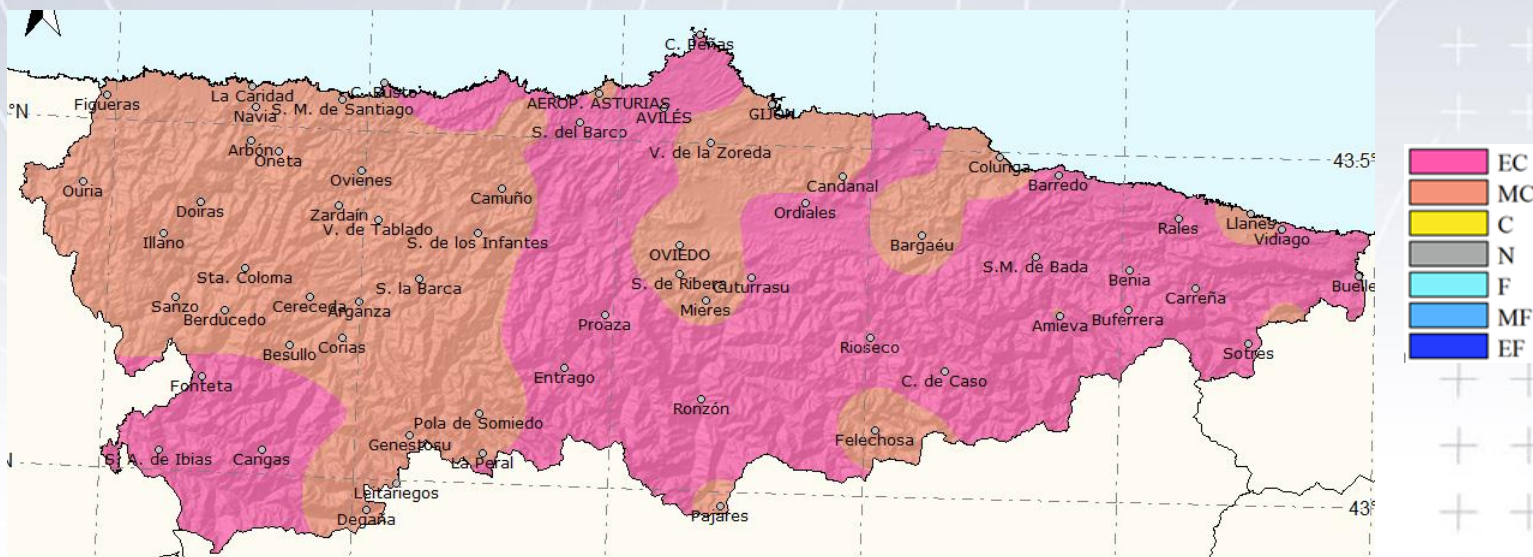 C. Peñas
Figueras
La Caridad
C. Busto
Navia
S. M. de Santiago
AEROP. ASTURIAS
AVILÉS
GIJÓN
°N
S. del Barco
Arbón
Oneta
V. de la Zoreda
43.5°
Ouria
Ovienes
Camuño
Candanal
Colunga
Barredo
Doiras
Zardaín
V. de Tablado
Ordiales
Illano
S. de los Infantes
OVIEDO
Bargaéu
Rales
Llanes
Vidiago
Sta. Coloma
S. la Barca
S. de Ribera
Cuturrasu
S.M. de Bada
Benia
Buelles
Sanzo
Cereceda
Arganza
Mieres
Carreña
Berducedo
Proaza
Amieva
Buferrera
Besullo
Corias
Rioseco
Sotres
Fonteta
Entrago
C. de Caso
Ronzón
Pola de Somiedo
Genestosu
Felechosa
S. A. de Ibias
Cangas
La Peral
N
Leitariegos
Degaña
Pajares
43°
EC
MC
C
N
F
MF
EF